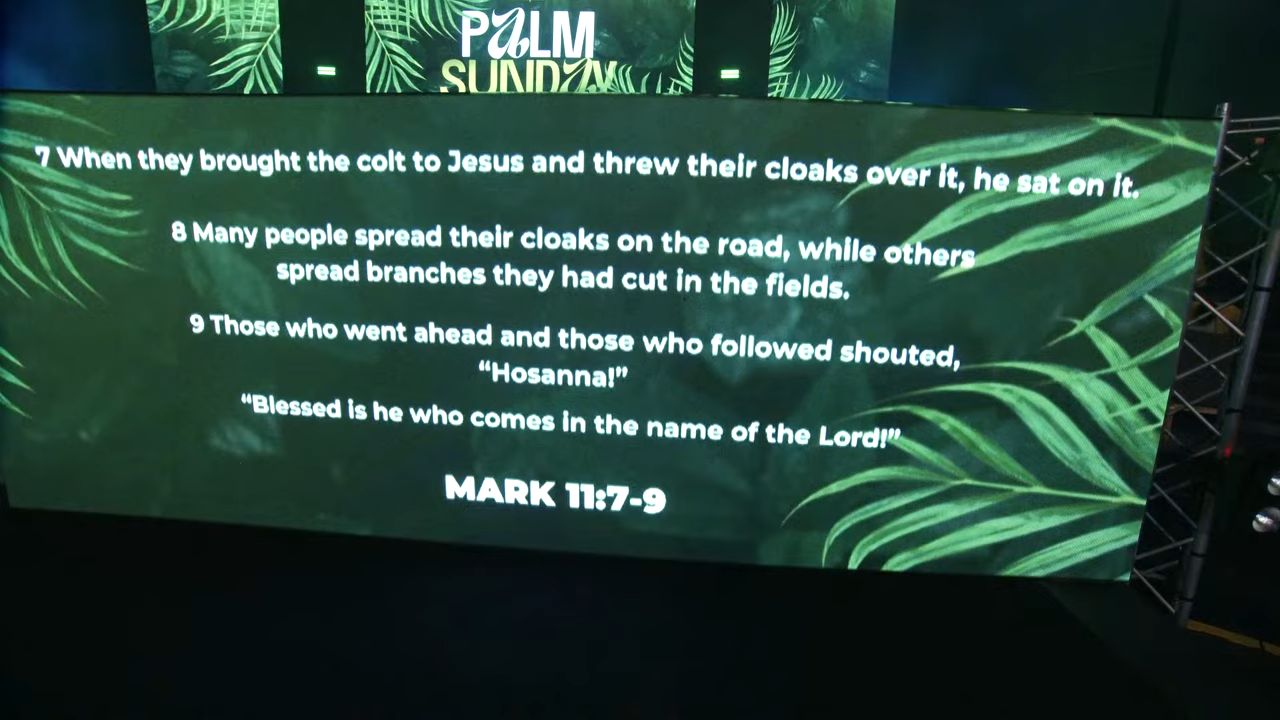 PALM
SUNDAY
7 When they brought the colt to Jesus and threw their cloaks over it, he sat on it.
8 Many people spread their cloaks on the road, while others
spread branches they had cut in the fields.
9 Those who went ahead and those who followed shouted,
“Hosanna!”
“Blessed is he who comes in the name of the Lord!”
MARK 11:7-9